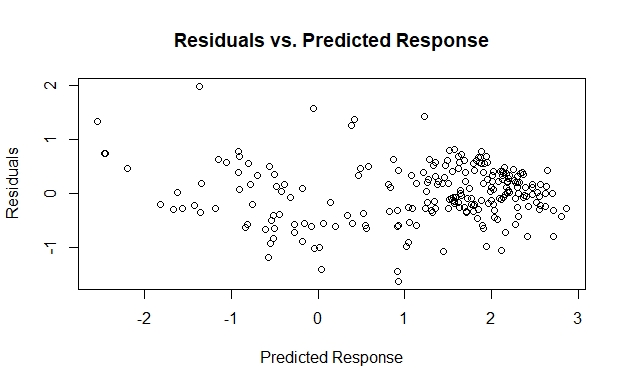 Residuals vs. Predicted Response
2
1
0
-1
Residuals
-2 -1 0 1 2 3
Predicted Response